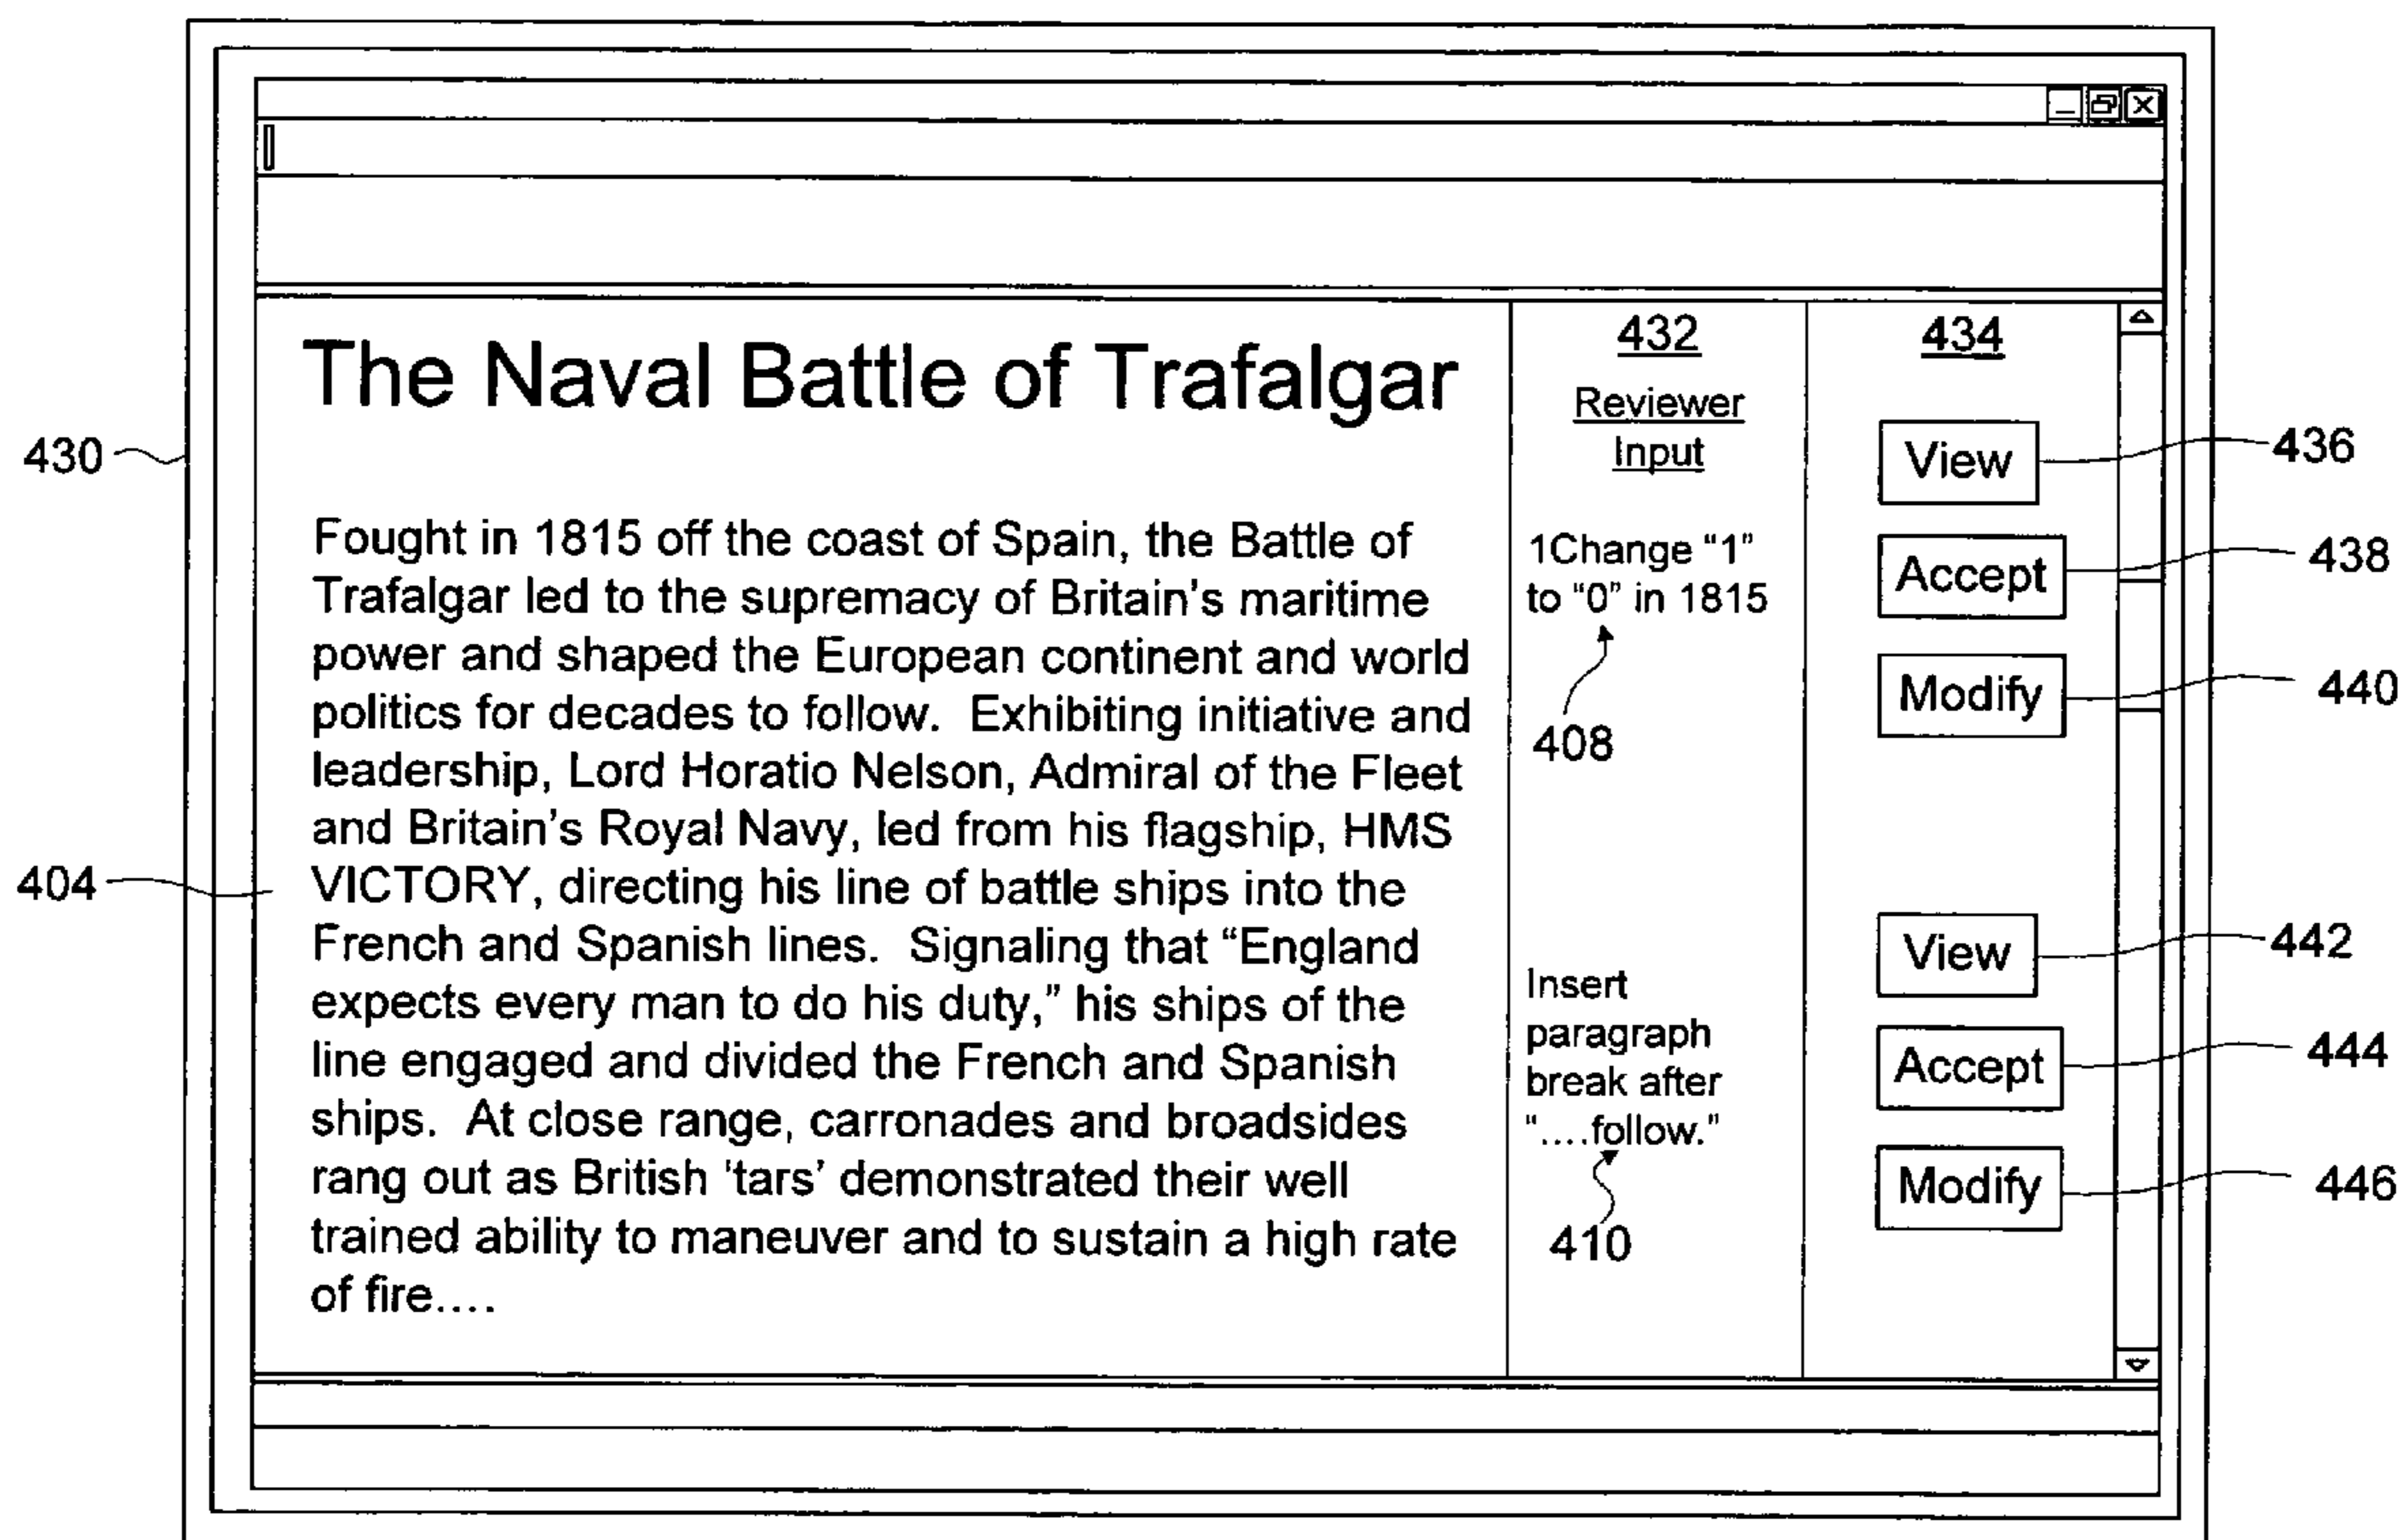 The Naval Battle of Trafalgar
Fought in 1815 off the coast of Spain, the Battle of
Trafalgar led to the supremacy of Britain's maritime
power and shaped the European continent and world
politics for decades to follow.  Exhibiting initiative and
leadership, Lord Horatio Nelson, Admiral of the Fleet
and Britain's Royal Navy, led from his flagship, HMS
VICTORY, directing his line of battle ships into the
French and Spanish lines.  Signaling that “England
expects every man to do his duty,” his ships of the
line engaged and divided the French and Spanish
ships.  At close range, carronades and broadsides
rang out as British ‘tars’ demonstrated their well
trained ability to maneuver and to sustain a high rate
of fire....
430
404
432
Reviewer
Input
1Change “1”
to “0” in 1815
408
Insert
paragraph
break after
“....follow.”
410
434
View
436
Accept
438
Modify
440
View
442
Accept
444
Modify
446